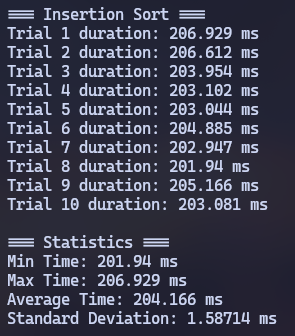 === Insertion Sort ===
Trial 1 duration: 206.929 ms
Trial 2 duration: 206.612 ms
Trial 3 duration: 203.954 ms
Trial 4 duration: 203.102 ms
Trial 5 duration: 203.044 ms
Trial 6 duration: 204.885 ms
Trial 7 duration: 202.947 ms
Trial 8 duration: 201.94 ms
Trial 9 duration: 205.166 ms
Trial 10 duration: 203.081 ms
=== Statistics ===
Min Time: 201.94 ms
Max Time: 206.929 ms
Average Time: 204.166 ms
Standard Deviation: 1.58714 ms